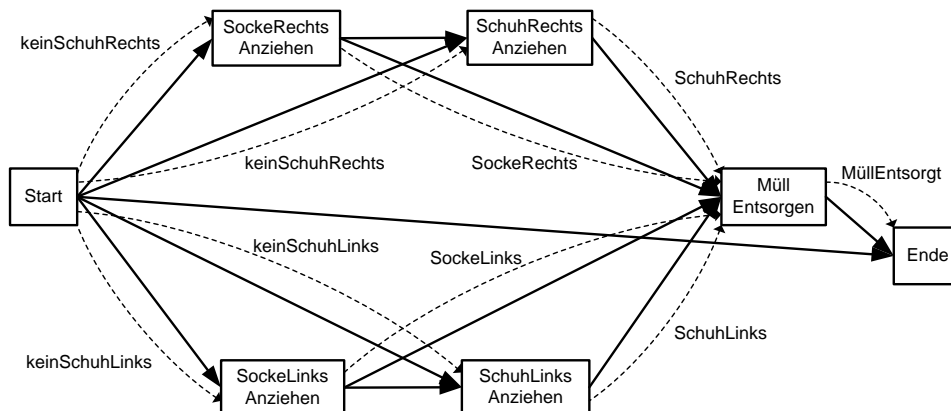 keinSchuhRechts
SockeRechts
Anziehen
SchuhRechts
Anziehen
SchuhRechts
keinSchuhRechts
SockeRechts
MüllEntsorgt
Start
Müll
Entsorgen
keinSchuhLinks
SockeLinks
Ende
keinSchuhLinks
SchuhLinks
SockeLinks
Anziehen
SchuhLinks
Anziehen